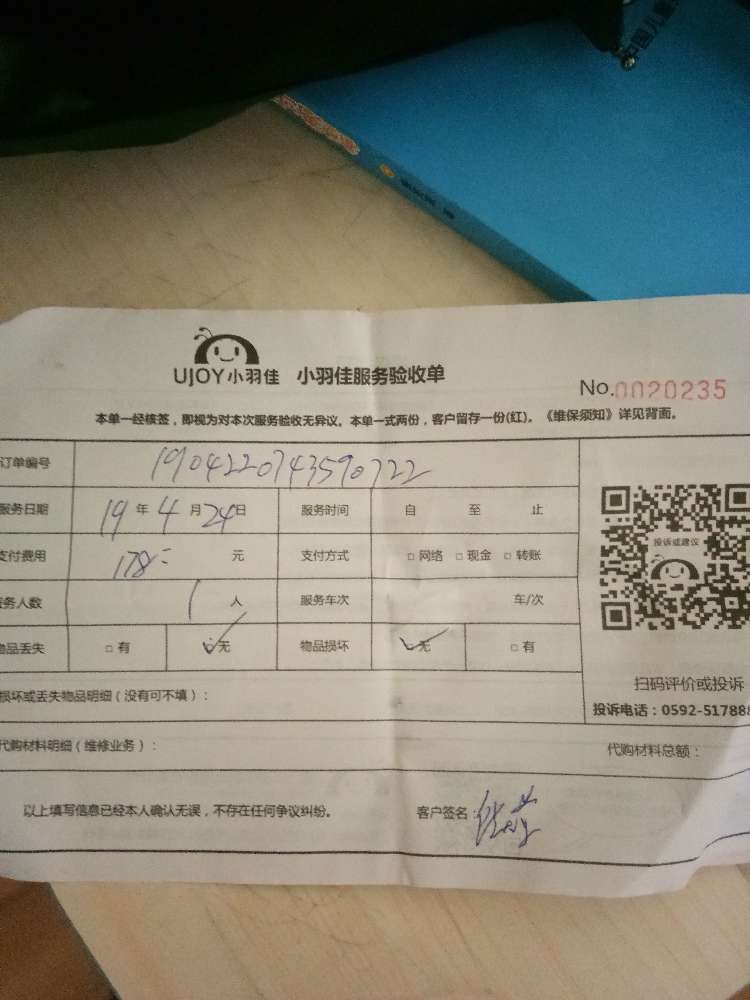 UJOY小羽佳 小羽佳服务验收单
No.0020235
本单一经核签，即视为对本次服务验收无异议。本单一式两份，客户留存一份(红)。《维保须知》详见背面。
订单编号 1904220743590722
服务日期 19年4月24日 服务时间 自 至 止
支付费用 178- 元 支付方式 □网络 □现金 □转账
务人数 1人 服务车次 车/次
物品丢失 □有 ☑无 物品损坏 ☑无 □有
投诉或建议
扫码评价或投诉
投诉电话：0592-51788
损坏或丢失物品明细（没有可不填）：
代购材料明细（维修业务）： 代购材料总额：
以上填写信息已经本人确认无误，不存在任何争议纠纷。 客户签名：